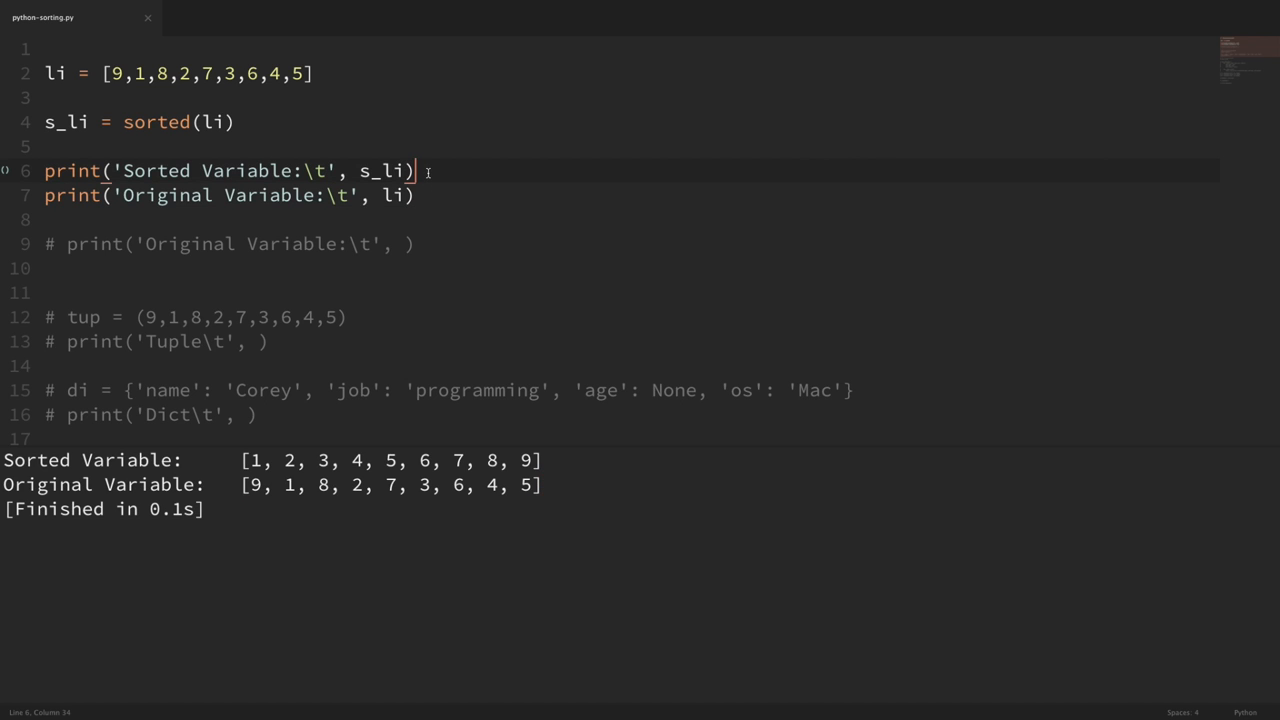 python-sorting.py ×
1
2 li = [9,1,8,2,7,3,6,4,5]
3
4 s_li = sorted(li)
5
6 print('Sorted Variable:\t', s_li)
7 print('Original Variable:\t', li)
8
9 # print('Original Variable:\t', )
10
11
12 # tup = (9,1,8,2,7,3,6,4,5)
13 # print('Tuple\t', )
14
15 # di = {'name': 'Corey', 'job': 'programming', 'age': None, 'os': 'Mac'}
16 # print('Dict\t', )
17
Sorted Variable: [1, 2, 3, 4, 5, 6, 7, 8, 9]
Original Variable: [9, 1, 8, 2, 7, 3, 6, 4, 5]
[Finished in 0.1s]
Line 6, Column 34 Spaces: 4 Python